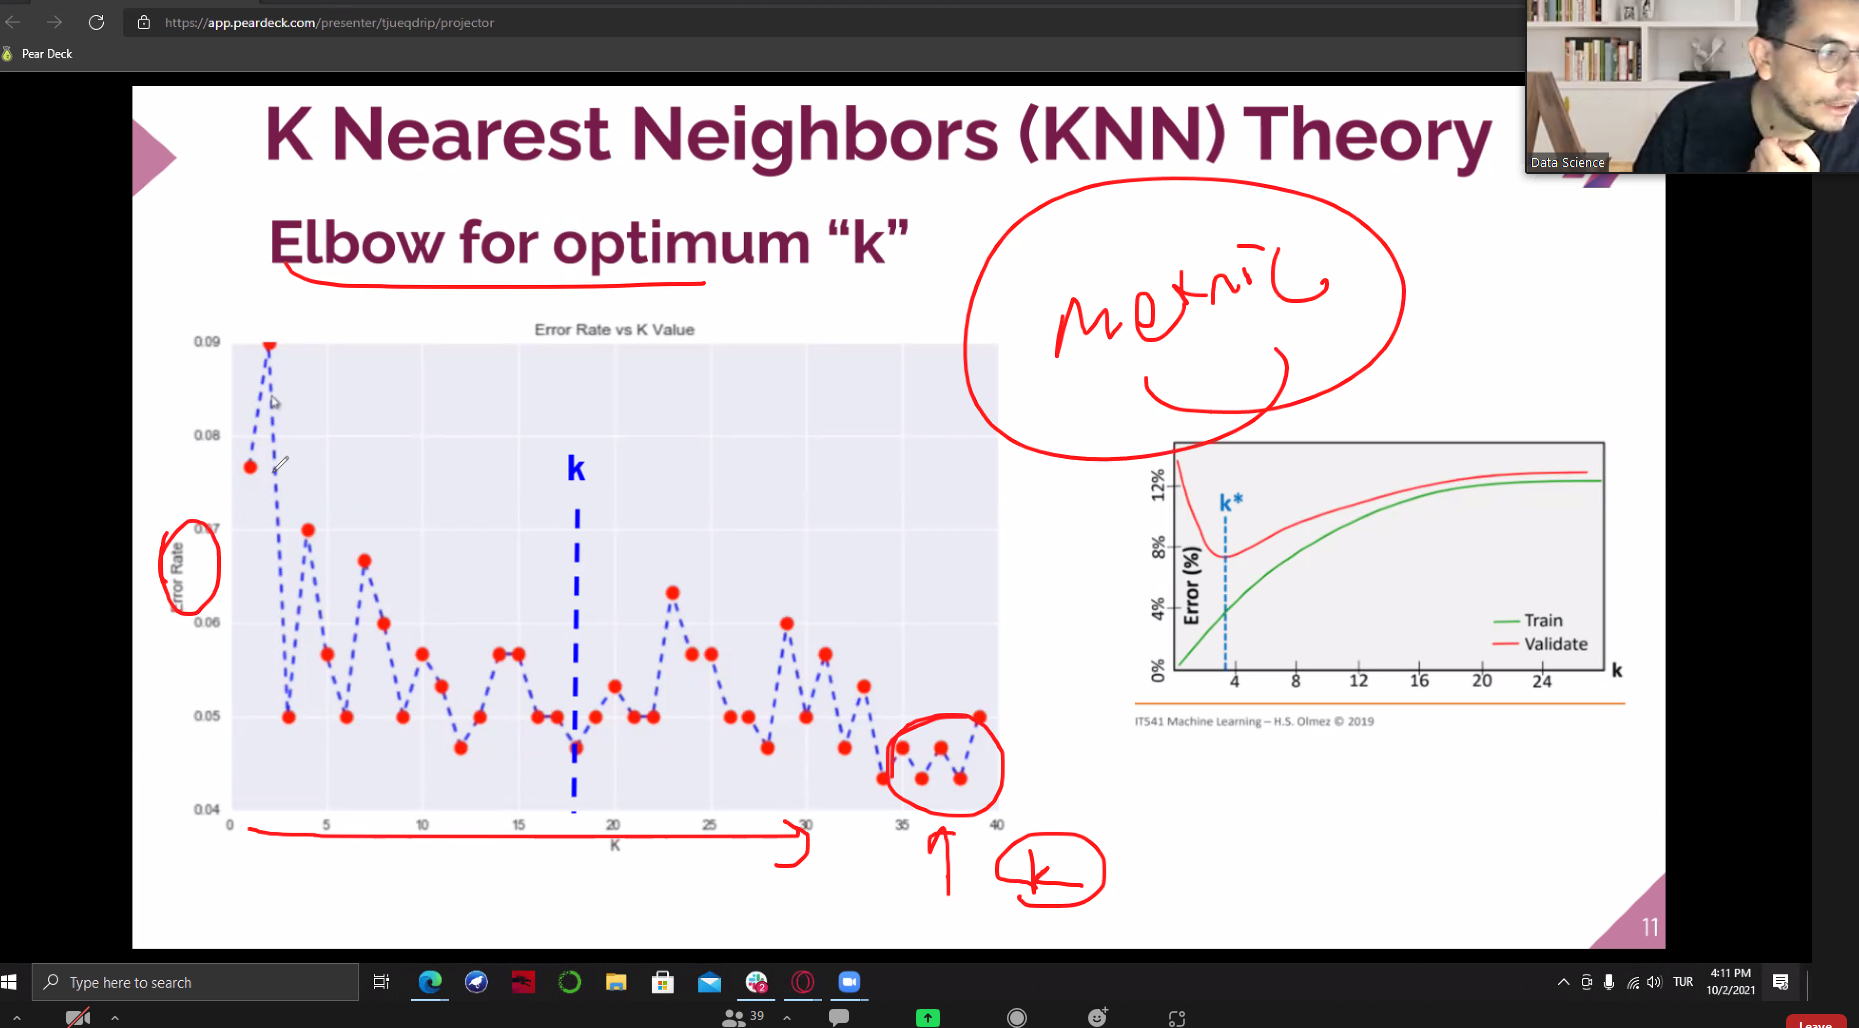 https://app.peardeck.com/presenter/tjueqdrip/projector
Pear Deck
Data Science
K Nearest Neighbors (KNN) Theory
Elbow for optimum “k”
Metric
Error Rate vs K Value
0.09
0.08
0.07
0.06
0.05
0.04
Error Rate
k
0 5 10 15 20 25 30 35 40
K
k
12%
8%
4%
0%
Error (%)
k*
Train
Validate
4 8 12 16 20 24
k
IT541 Machine Learning – H.S. Olmez © 2019
11
Type here to search
2
TUR
4:11 PM
10/2/2021
39
Leave